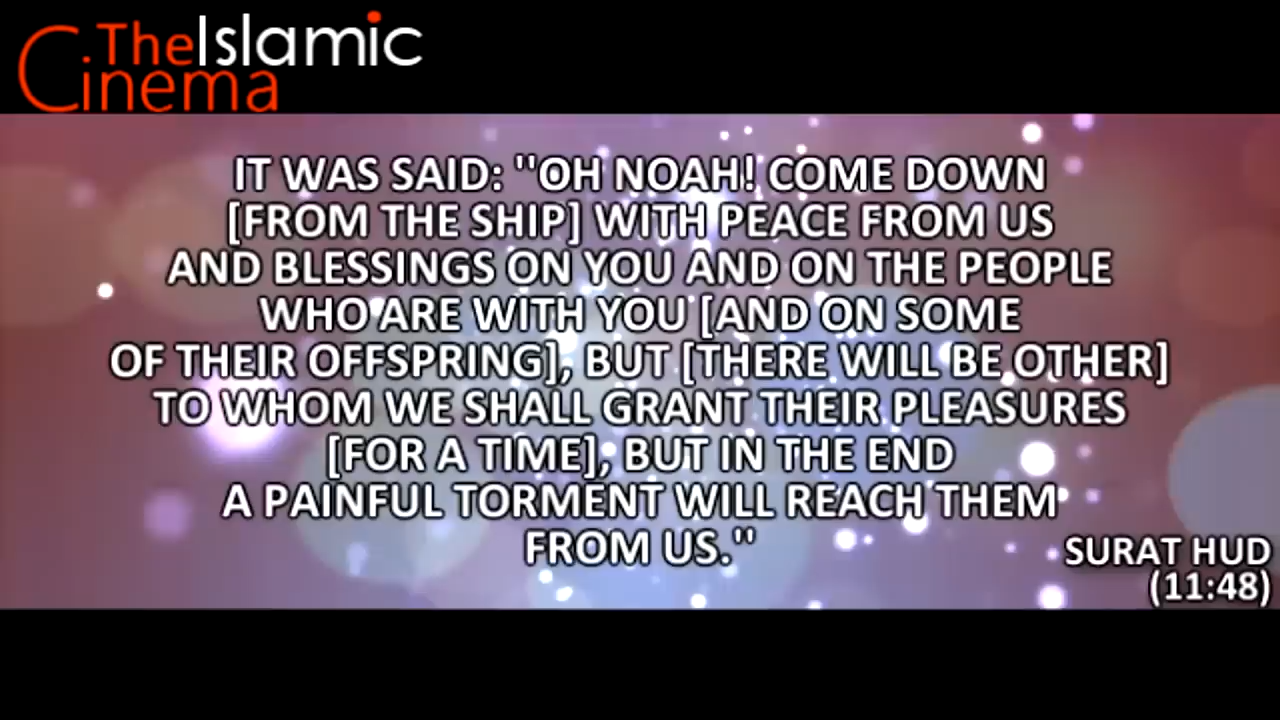 TheIslamic
Cinema
IT WAS SAID: "OH NOAH! COME DOWN
[FROM THE SHIP] WITH PEACE FROM US
AND BLESSINGS ON YOU AND ON THE PEOPLE
WHO ARE WITH YOU [AND ON SOME
OF THEIR OFFSPRING], BUT [THERE WILL BE OTHER]
TO WHOM WE SHALL GRANT THEIR PLEASURES
[FOR A TIME], BUT IN THE END
A PAINFUL TORMENT WILL REACH THEM
FROM US."
SURAT HUD
(11:48)